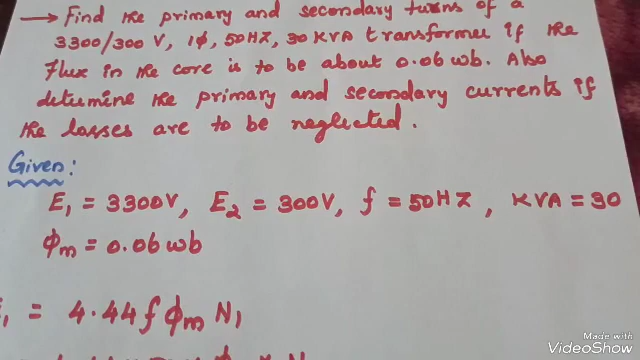 → Find the primary and secondary turns of a
3300/300 V, 1φ, 50HZ, 30 KVA transformer if the
flux in the core is to be about 0.06 wb. Also
determine the primary and secondary currents if
the losses are to be neglected.
Given:
E₁ = 3300V, E₂ = 300V, f = 50HZ, KVA = 30
φm = 0.06 wb
= 4.44 f φm N₁
Made with
VideoShow